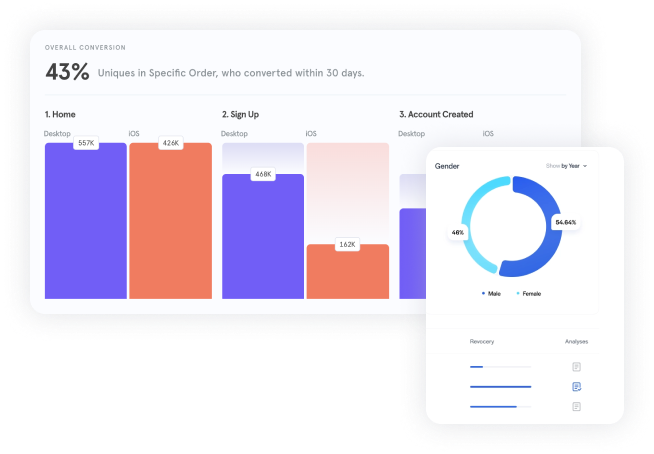 OVERALL CONVERSION
43% Uniques in Specific Order, who converted within 30 days.
1. Home
2. Sign Up
3. Account Created
Desktop
iOS
Desktop
iOS
Desktop
iOS
557K
426K
468K
162K
Gender
Show by Year
46%
54.64%
Male
Female
Revocery
Analyses